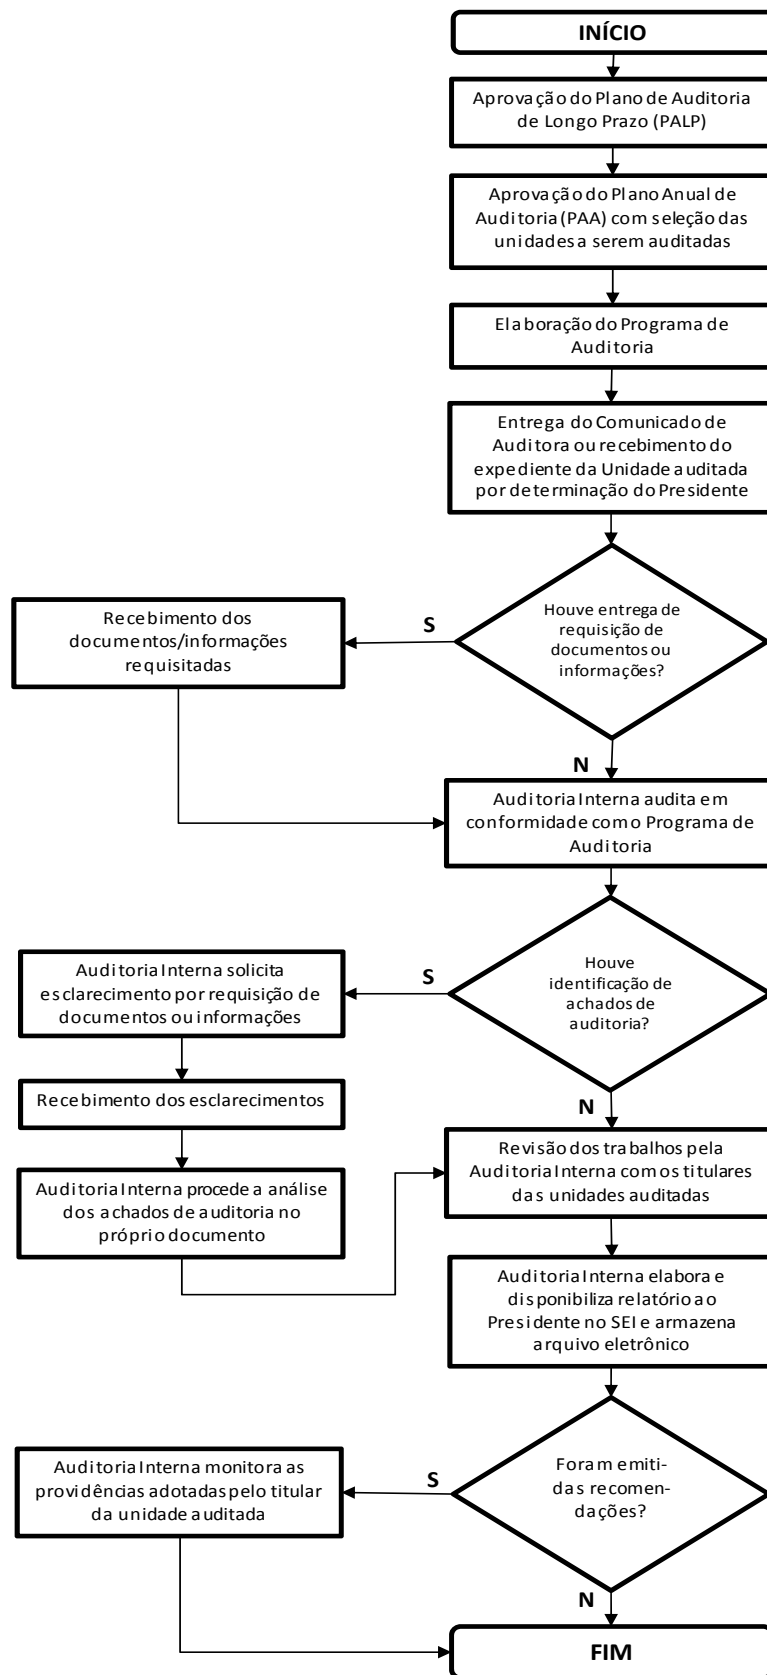 INÍCIO
Aprovação do Plano de Auditoria
de Longo Prazo (PALP)
Aprovação do Plano Anual de
Auditoria (PAA) com seleção das
unidades a serem auditadas
Elaboração do Programa de
Auditoria
Entrega do Comunicado de
Auditora ou recebimento do
expediente da Unidade auditada
por determinação do Presidente
Houve entrega de
requisição de
documentos ou
informações?
S
Recebimento dos
documentos/informações
requisitadas
N
Auditoria Interna audita em
conformidade com o Programa de
Auditoria
Houve
identificação de
achados de
auditoria?
S
Auditoria Interna solicita
esclarecimento por requisição de
documentos ou informações
Recebimento dos esclarecimentos
Auditoria Interna procede a análise
dos achados de auditoria no
próprio documento
N
Revisão dos trabalhos pela
Auditoria Interna com os titulares
das unidades auditadas
Auditoria Interna elabora e
disponibiliza relatório ao
Presidente no SEI e armazena
arquivo eletrônico
Foram emiti-
das recomen-
dações?
S
Auditoria Interna monitora as
providências adotadas pelo titular
da unidade auditada
N
FIM